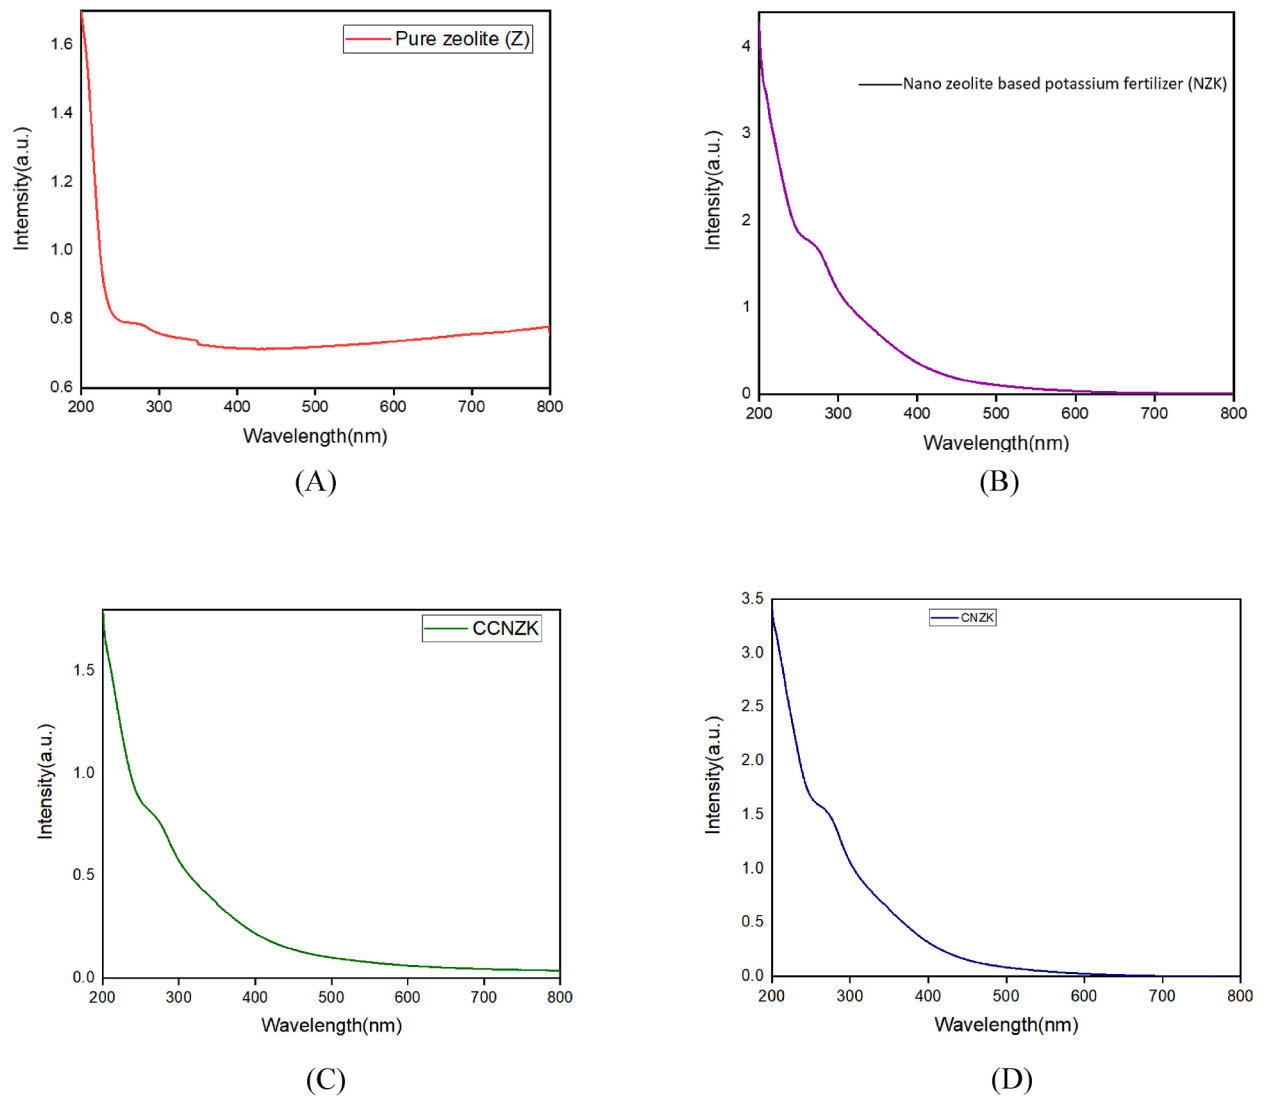 Pure zeolite (Z)
1.6
1.4
1.2
1.0
0.8
0.6
200 300 400 500 600 700 800
Intemsity(a.u.)
Wavelength(nm)
(A)
Nano zeolite based potassium fertilizer (NZK)
4
3
2
1
0
200 300 400 500 600 700 800
Intensity(a.u.)
Wavelength(nm)
(B)
CCNZK
1.5
1.0
0.5
0.0
200 300 400 500 600 700 800
Intensity(a.u.)
Wavelength(nm)
(C)
CNZK
3.5
3.0
2.5
2.0
1.5
1.0
0.5
0.0
200 300 400 500 600 700 800
Intensity(a.u.)
Wavelength(nm)
(D)